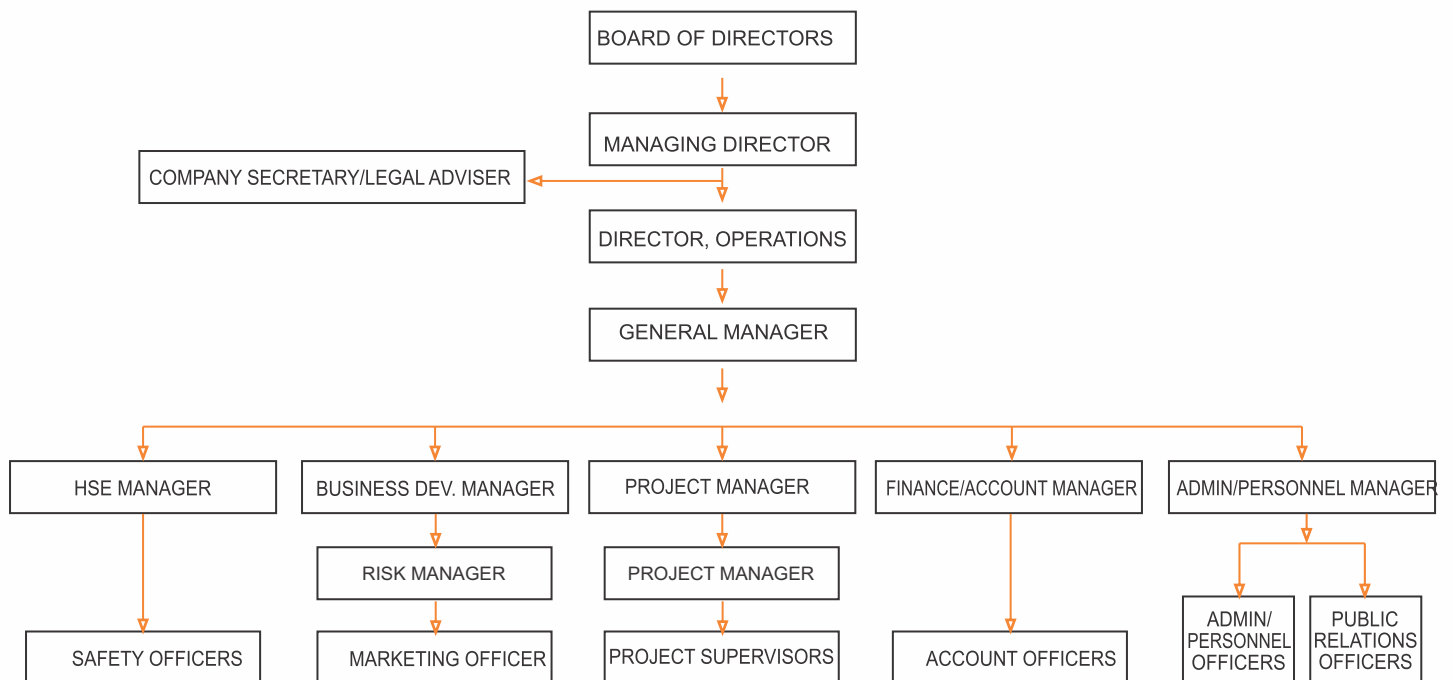 BOARD OF DIRECTORS
MANAGING DIRECTOR
COMPANY SECRETARY/LEGAL ADVISER
DIRECTOR, OPERATIONS
GENERAL MANAGER
HSE MANAGER
BUSINESS DEV. MANAGER
PROJECT MANAGER
FINANCE/ACCOUNT MANAGER
ADMIN/PERSONNEL MANAGER
RISK MANAGER
PROJECT MANAGER
SAFETY OFFICERS
MARKETING OFFICER
PROJECT SUPERVISORS
ACCOUNT OFFICERS
ADMIN/
PERSONNEL
OFFICERS
PUBLIC
RELATIONS
OFFICERS